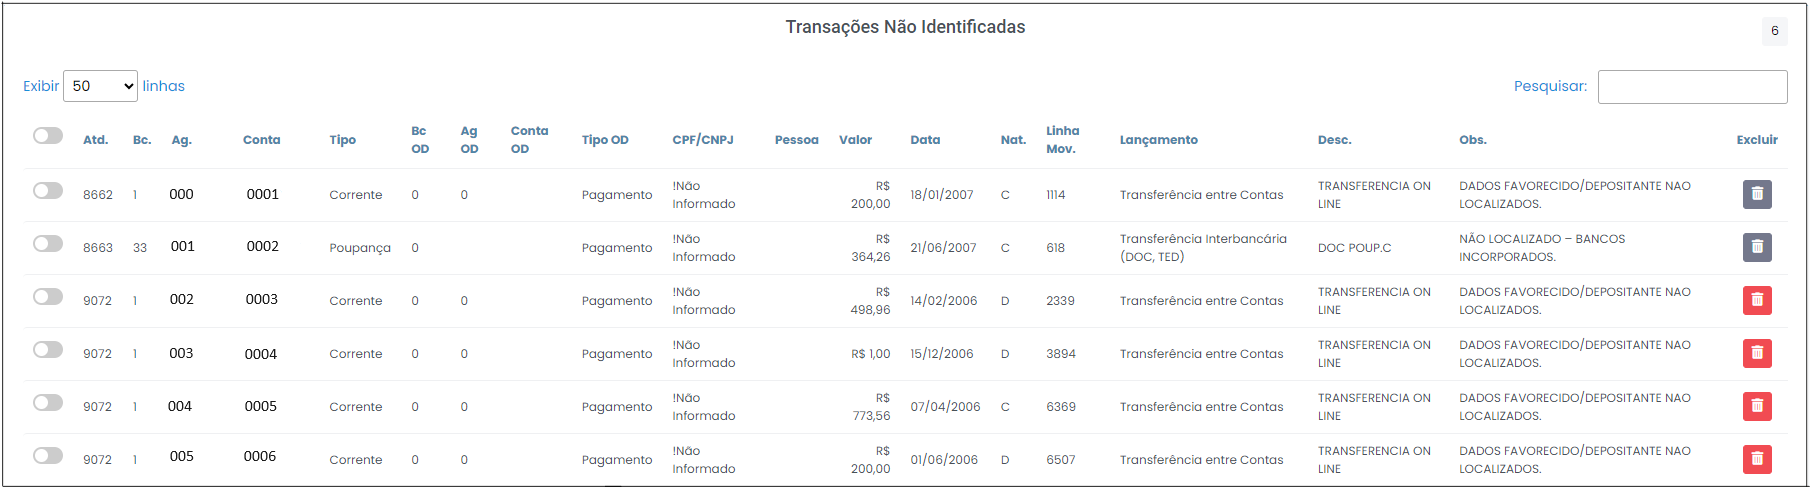 Transações Não Identificadas
6
Exibir 50 linhas
Pesquisar:
Atd. Bc. Ag. Conta Tipo Bc OD Ag OD Conta OD Tipo OD CPF/CNPJ Pessoa Valor Data Nat. Linha Mov. Lançamento Desc. Obs. Excluir
8662 1 000 0001 Corrente 0 0 Pagamento !Não Informado R$ 200,00 18/01/2007 C 1114 Transferência entre Contas TRANSFERENCIA ON LINE DADOS FAVORECIDO/DEPOSITANTE NAO LOCALIZADOS.
8663 33 001 0002 Poupança 0 Pagamento !Não Informado R$ 364,26 21/06/2007 C 618 Transferência Interbancária (DOC, TED) DOC POUP.C NÃO LOCALIZADO – BANCOS INCORPORADOS.
9072 1 002 0003 Corrente 0 0 Pagamento !Não Informado R$ 498,96 14/02/2006 D 2339 Transferência entre Contas TRANSFERENCIA ON LINE DADOS FAVORECIDO/DEPOSITANTE NAO LOCALIZADOS.
9072 1 003 0004 Corrente 0 0 Pagamento !Não Informado R$ 1,00 15/12/2006 D 3894 Transferência entre Contas TRANSFERENCIA ON LINE DADOS FAVORECIDO/DEPOSITANTE NAO LOCALIZADOS.
9072 1 004 0005 Corrente 0 0 Pagamento !Não Informado R$ 773,56 07/04/2006 C 6369 Transferência entre Contas TRANSFERENCIA ON LINE DADOS FAVORECIDO/DEPOSITANTE NAO LOCALIZADOS.
9072 1 005 0006 Corrente 0 0 Pagamento !Não Informado R$ 200,00 01/06/2006 D 6507 Transferência entre Contas TRANSFERENCIA ON LINE DADOS FAVORECIDO/DEPOSITANTE NAO LOCALIZADOS.